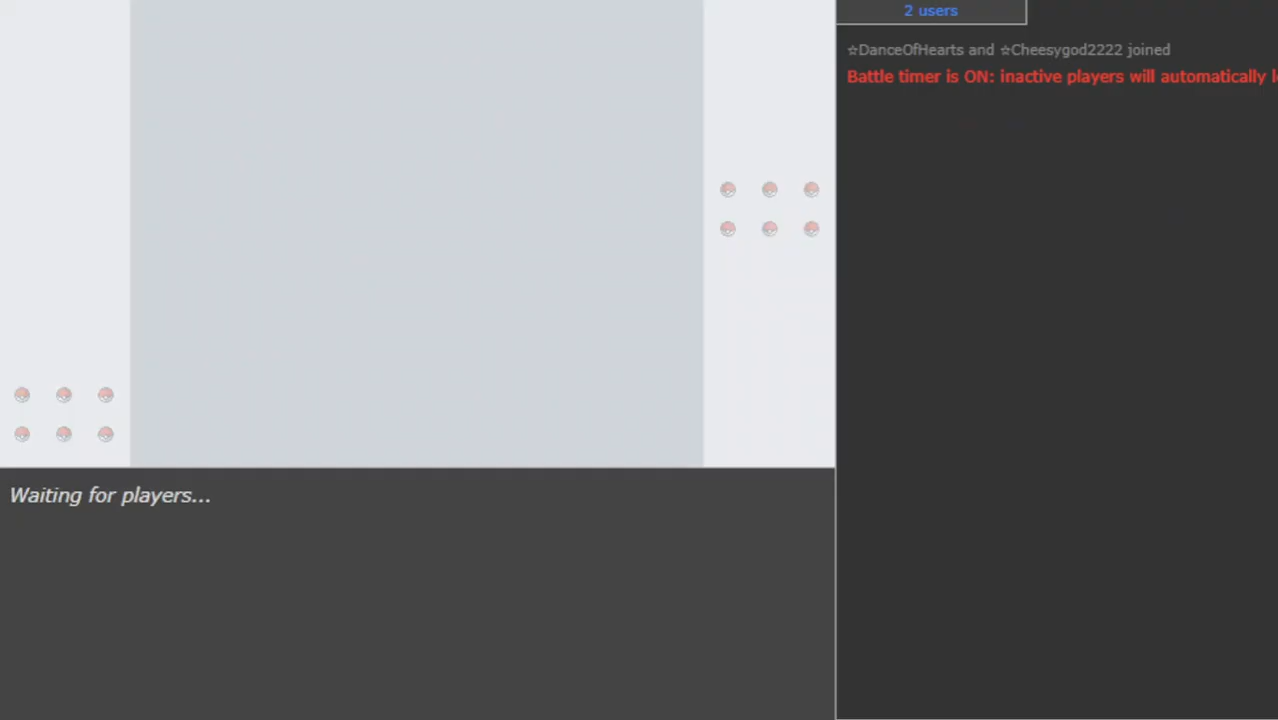 2 users
☆DanceOfHearts and ☆Cheesygod2222 joined
Battle timer is ON: inactive players will automatically
Waiting for players...